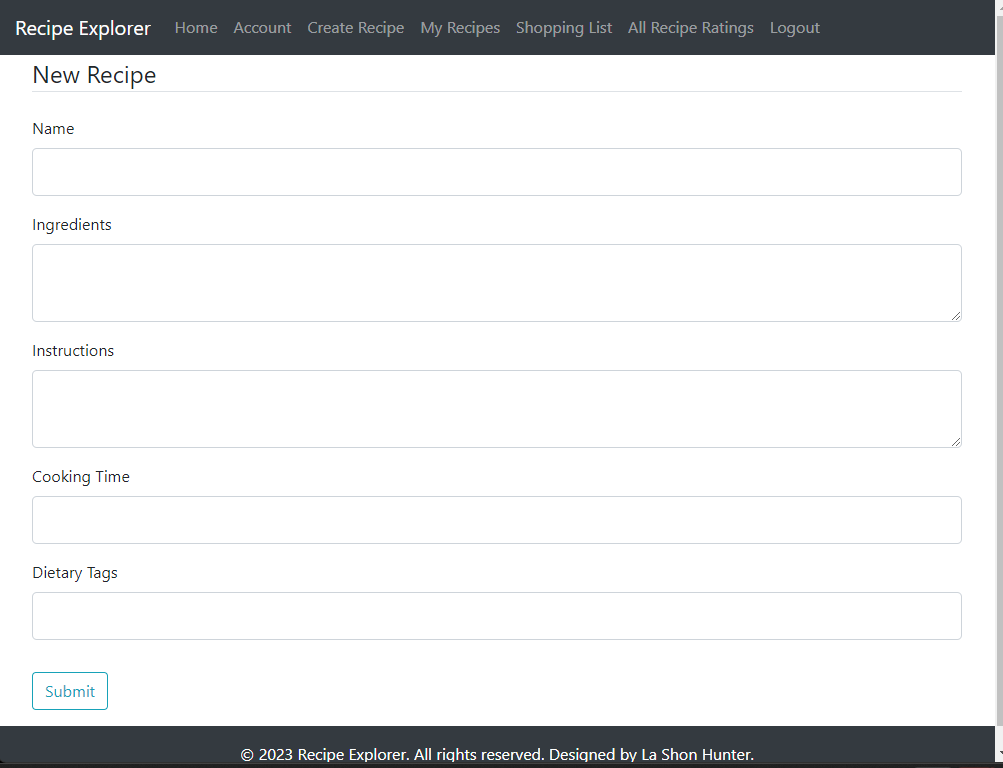 Recipe Explorer Home Account Create Recipe My Recipes Shopping List All Recipe Ratings Logout
New Recipe
Name
Ingredients
Instructions
Cooking Time
Dietary Tags
Submit
© 2023 Recipe Explorer. All rights reserved. Designed by La Shon Hunter.